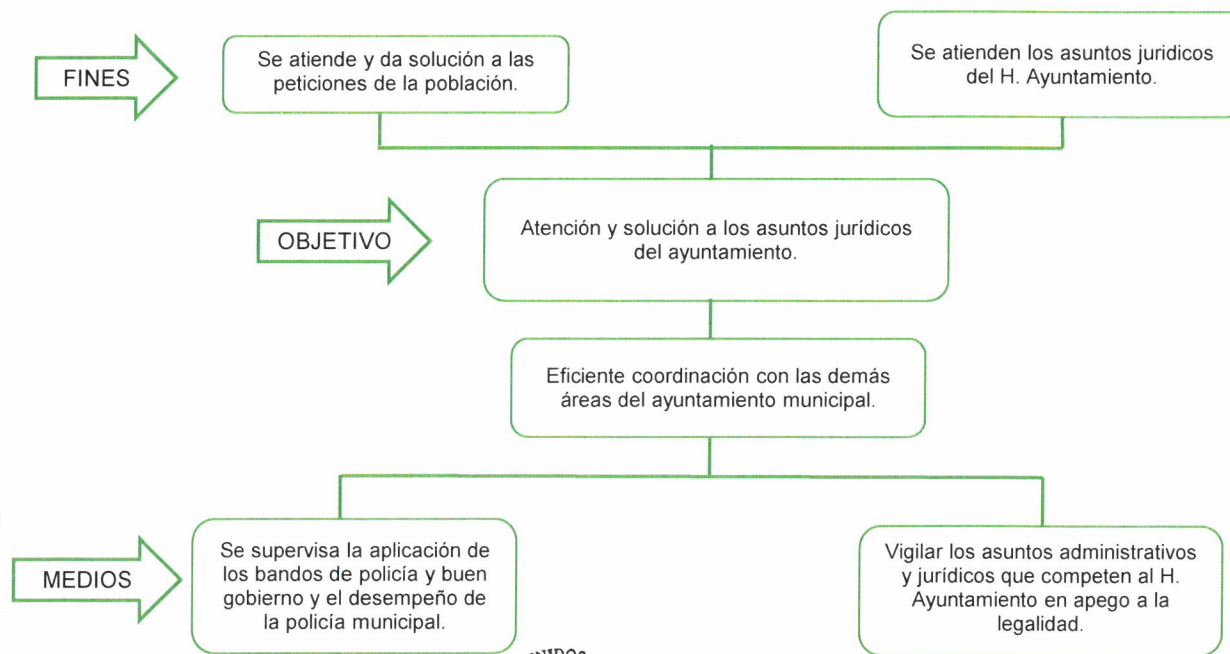 FINES
Se atiende y da solución a las
peticiones de la población.
Se atienden los asuntos juridicos
del H. Ayuntamiento.
OBJETIVO
Atención y solución a los asuntos jurídicos
del ayuntamiento.
Eficiente coordinación con las demás
áreas del ayuntamiento municipal.
MEDIOS
Se supervisa la aplicación de
los bandos de policía y buen
gobierno y el desempeño de
la policía municipal.
Vigilar los asuntos administrativos
y jurídicos que competen al H.
Ayuntamiento en apego a la
legalidad.